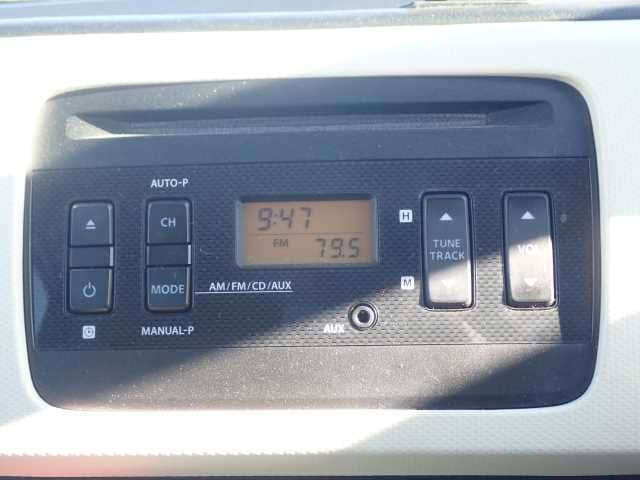 AUTO-P
CH
9:47
FM 79.5
H
TUNE
TRACK
VOL
MODE
AM/FM/CD/AUX
M
MANUAL-P
AUX